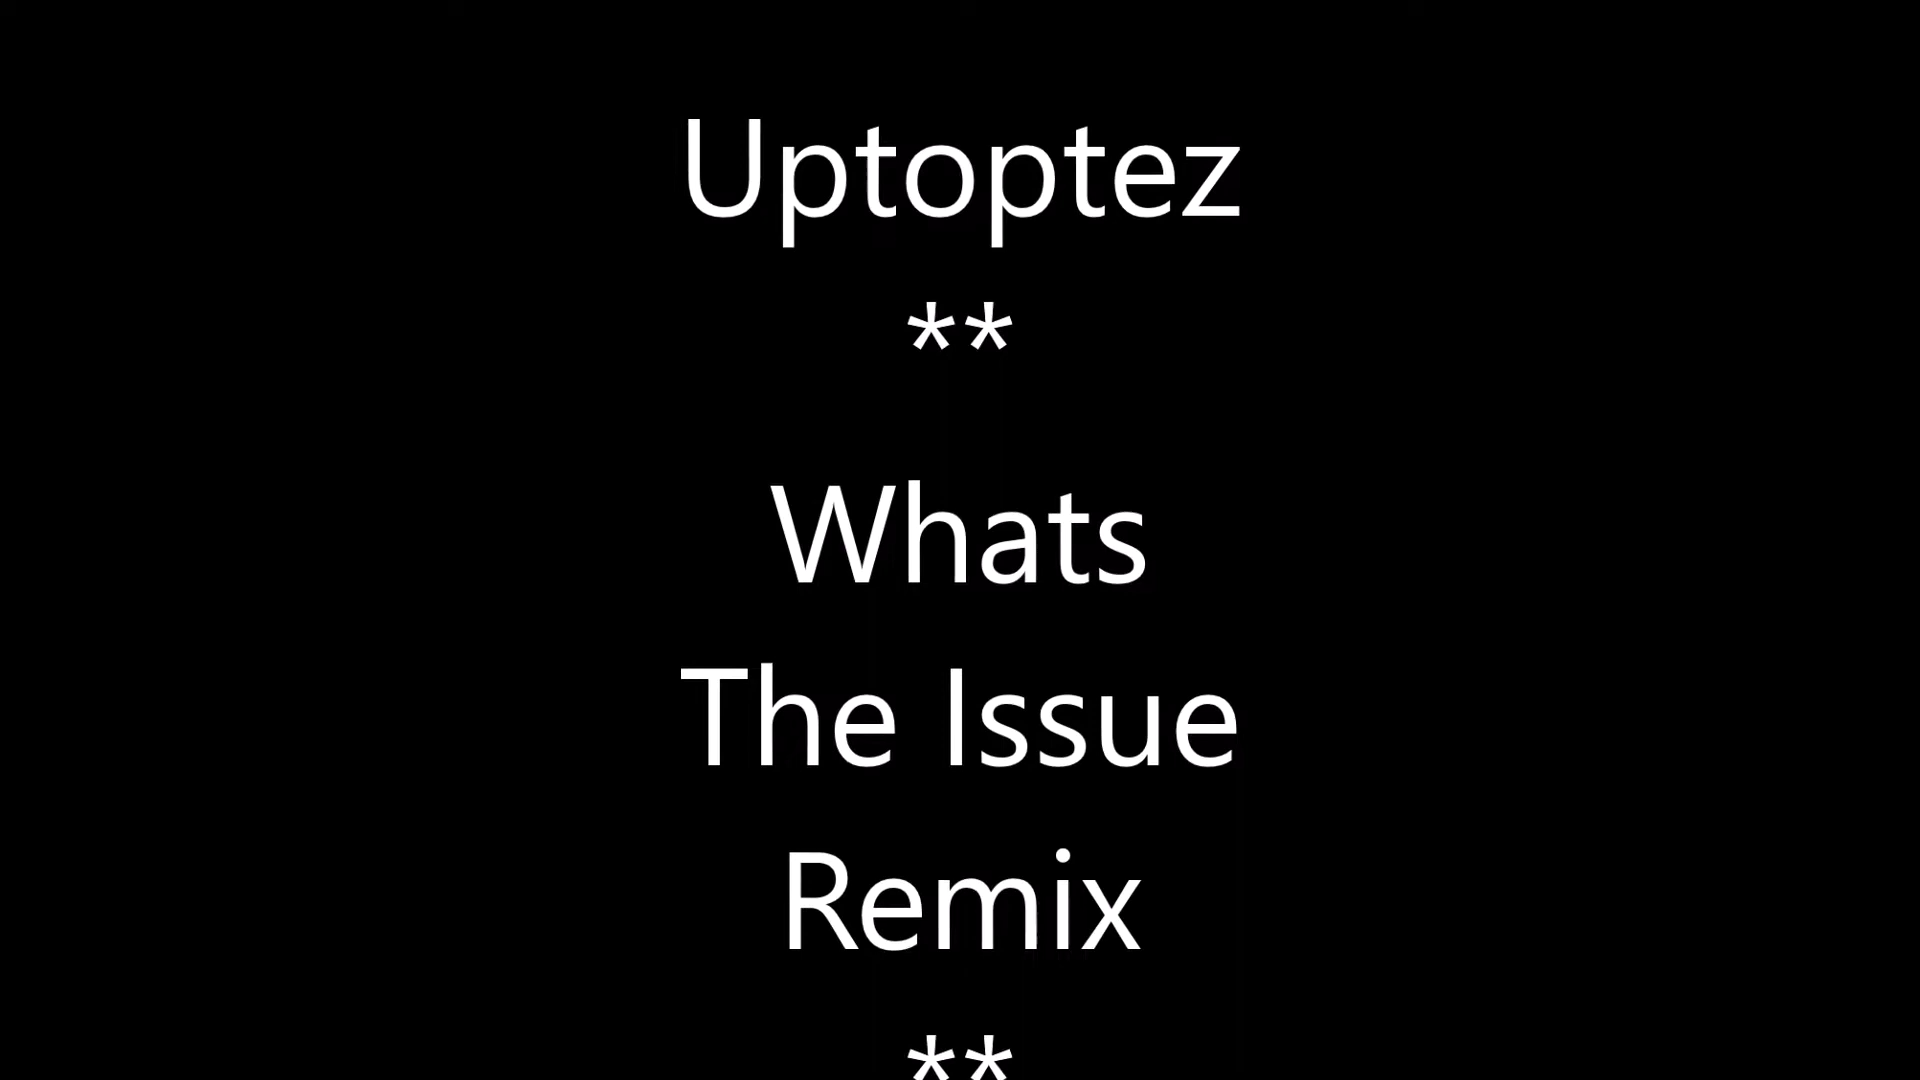 Uptoptez
**
Whats
The Issue
Remix
**